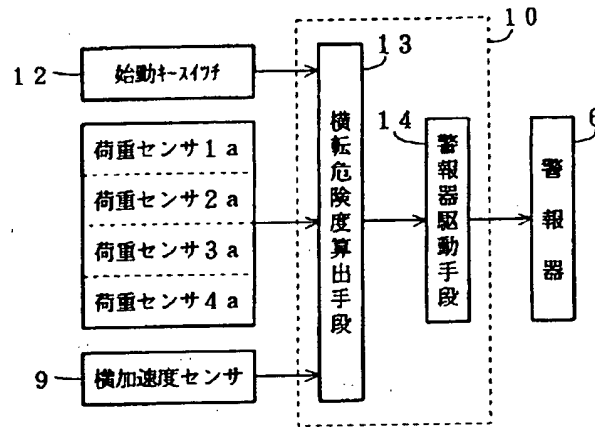 10
13
12
始動キースイッチ
14
6
荷重センサ1a
荷重センサ2a
荷重センサ3a
荷重センサ4a
横転危険度算出手段
警報器駆動手段
警報器
9
横加速度センサ